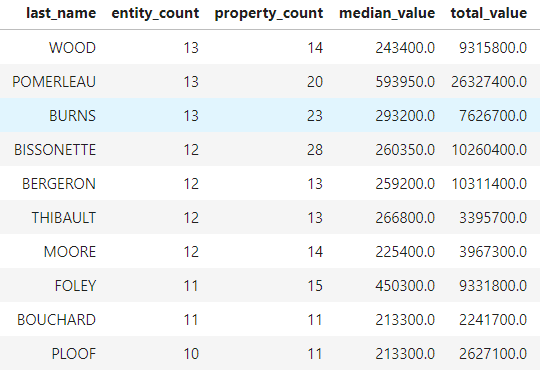 last_name entity_count property_count median_value total_value
WOOD 13 14 243400.0 9315800.0
POMERLEAU 13 20 593950.0 26327400.0
BURNS 13 23 293200.0 7626700.0
BISSONETTE 12 28 260350.0 10260400.0
BERGERON 12 13 259200.0 10311400.0
THIBAULT 12 13 266800.0 3395700.0
MOORE 12 14 225400.0 3967300.0
FOLEY 11 15 450300.0 9331800.0
BOUCHARD 11 11 213300.0 2241700.0
PLOOF 10 11 213300.0 2627100.0